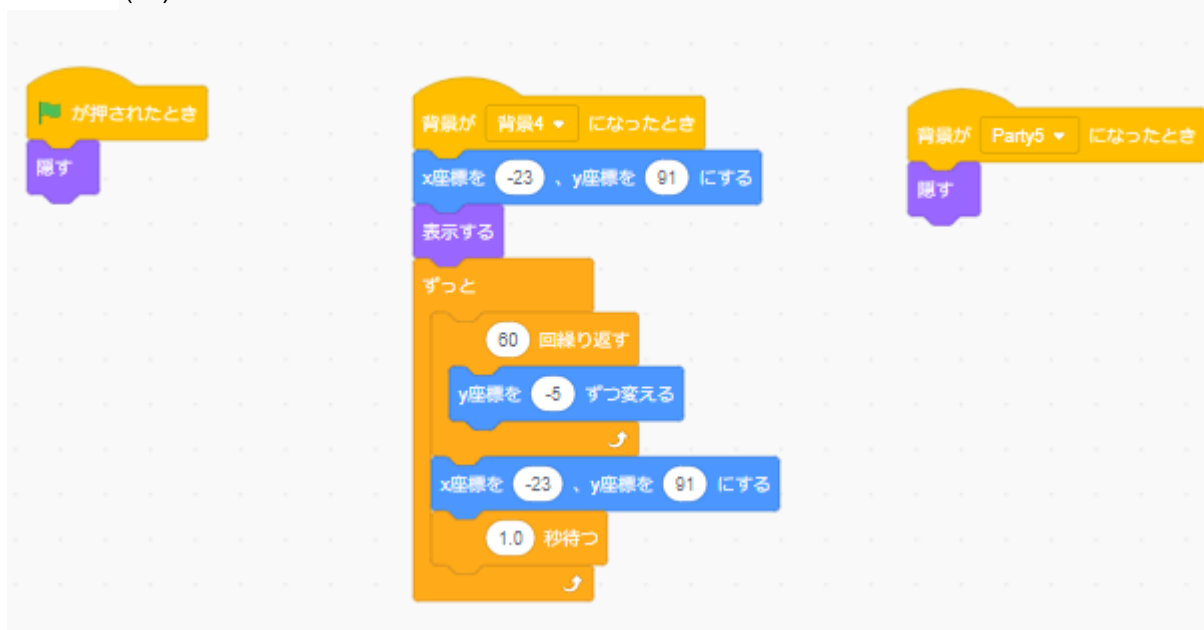 が押されたとき
隠す
背景が 背景4 になったとき
x座標を -23 、y座標を 91 にする
表示する
ずっと
60 回繰り返す
y座標を -5 ずつ変える
x座標を -23 、y座標を 91 にする
1.0 秒待つ
背景が Party5 になったとき
隠す